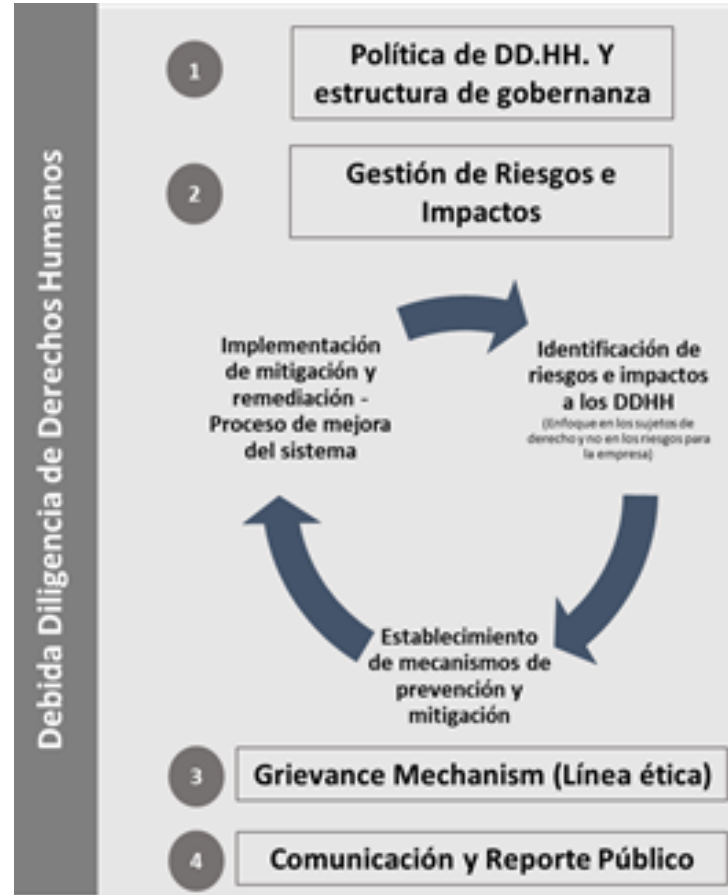 Debida Diligencia de Derechos Humanos
1
Política de DD.HH. Y
estructura de gobernanza
2
Gestión de Riesgos e
Impactos
Implementación
de mitigación y
remediación -
Proceso de mejora
del sistema
Identificación de
riesgos e impactos
a los DDHH
(Enfoque en los sujetos de
derecho y no en los riesgos para
la empresa)
Establecimiento
de mecanismos de
prevención y
mitigación
3
Grievance Mechanism (Línea ética)
4
Comunicación y Reporte Público